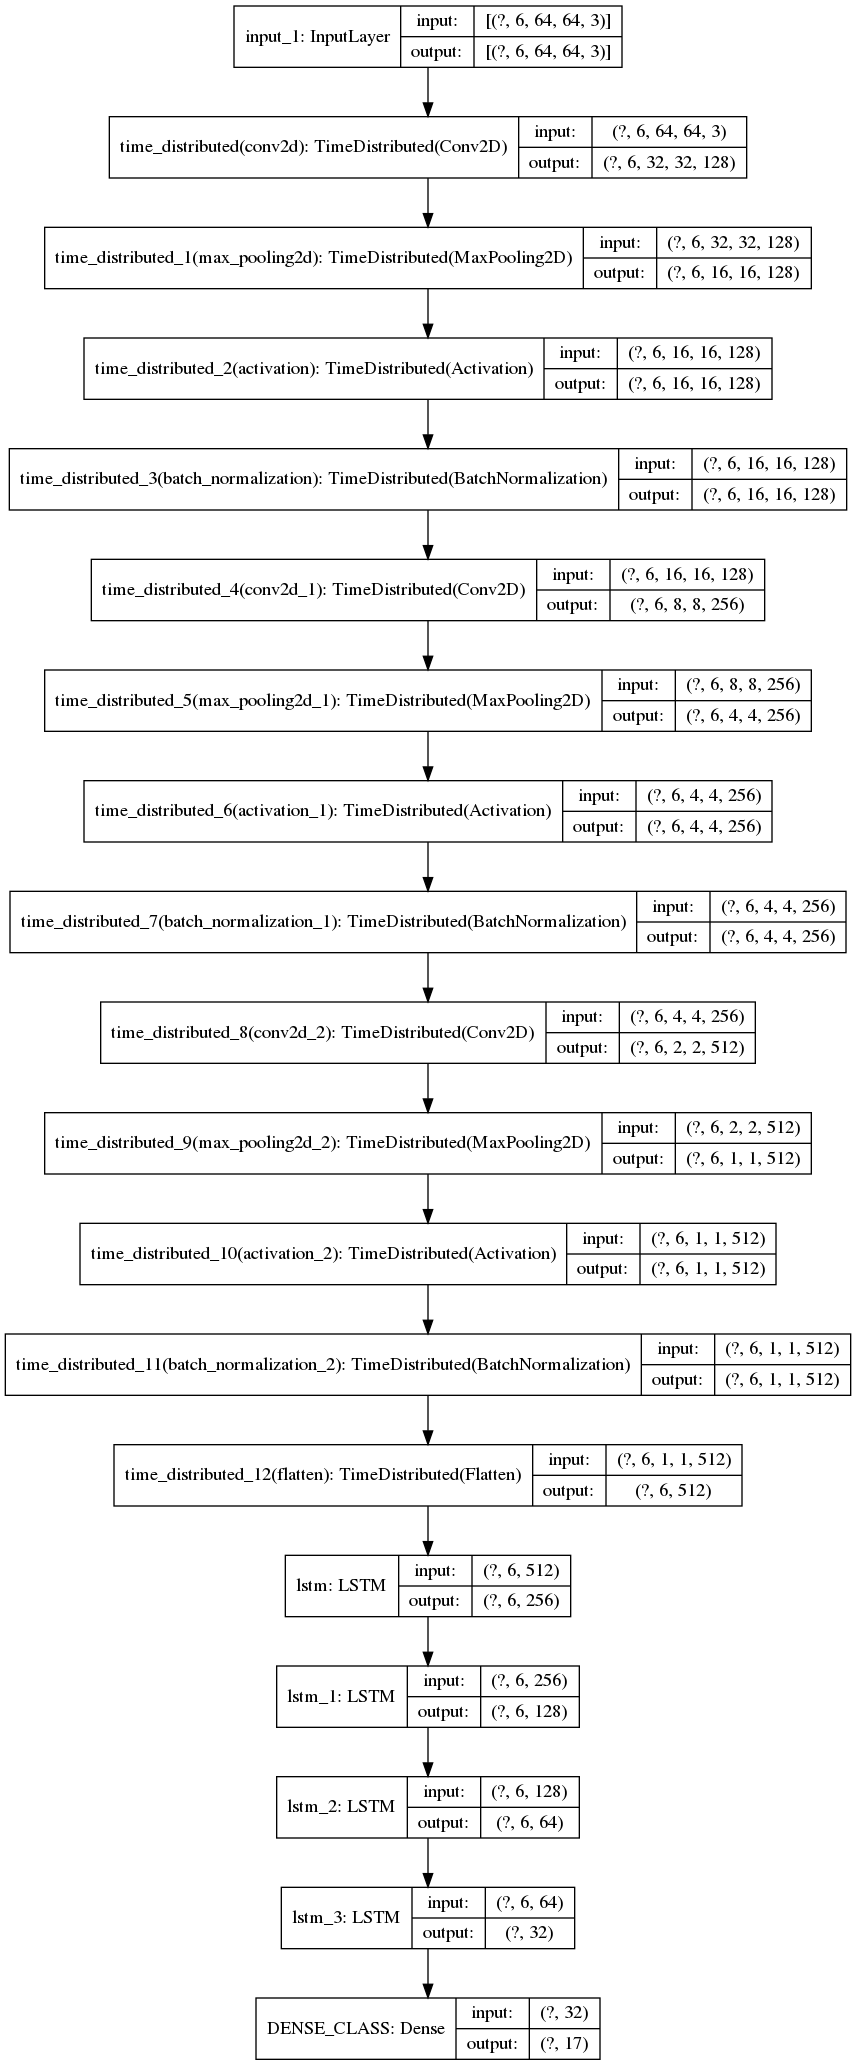 input_1: InputLayer
input: [(?, 6, 64, 64, 3)]
output: [(?, 6, 64, 64, 3)]
time_distributed(conv2d): TimeDistributed(Conv2D)
input: (?, 6, 64, 64, 3)
output: (?, 6, 32, 32, 128)
time_distributed_1(max_pooling2d): TimeDistributed(MaxPooling2D)
input: (?, 6, 32, 32, 128)
output: (?, 6, 16, 16, 128)
time_distributed_2(activation): TimeDistributed(Activation)
input: (?, 6, 16, 16, 128)
output: (?, 6, 16, 16, 128)
time_distributed_3(batch_normalization): TimeDistributed(BatchNormalization)
input: (?, 6, 16, 16, 128)
output: (?, 6, 16, 16, 128)
time_distributed_4(conv2d_1): TimeDistributed(Conv2D)
input: (?, 6, 16, 16, 128)
output: (?, 6, 8, 8, 256)
time_distributed_5(max_pooling2d_1): TimeDistributed(MaxPooling2D)
input: (?, 6, 8, 8, 256)
output: (?, 6, 4, 4, 256)
time_distributed_6(activation_1): TimeDistributed(Activation)
input: (?, 6, 4, 4, 256)
output: (?, 6, 4, 4, 256)
time_distributed_7(batch_normalization_1): TimeDistributed(BatchNormalization)
input: (?, 6, 4, 4, 256)
output: (?, 6, 4, 4, 256)
time_distributed_8(conv2d_2): TimeDistributed(Conv2D)
input: (?, 6, 4, 4, 256)
output: (?, 6, 2, 2, 512)
time_distributed_9(max_pooling2d_2): TimeDistributed(MaxPooling2D)
input: (?, 6, 2, 2, 512)
output: (?, 6, 1, 1, 512)
time_distributed_10(activation_2): TimeDistributed(Activation)
input: (?, 6, 1, 1, 512)
output: (?, 6, 1, 1, 512)
time_distributed_11(batch_normalization_2): TimeDistributed(BatchNormalization)
input: (?, 6, 1, 1, 512)
output: (?, 6, 1, 1, 512)
time_distributed_12(flatten): TimeDistributed(Flatten)
input: (?, 6, 1, 1, 512)
output: (?, 6, 512)
lstm: LSTM
input: (?, 6, 512)
output: (?, 6, 256)
lstm_1: LSTM
input: (?, 6, 256)
output: (?, 6, 128)
lstm_2: LSTM
input: (?, 6, 128)
output: (?, 6, 64)
lstm_3: LSTM
input: (?, 6, 64)
output: (?, 32)
DENSE_CLASS: Dense
input: (?, 32)
output: (?, 17)